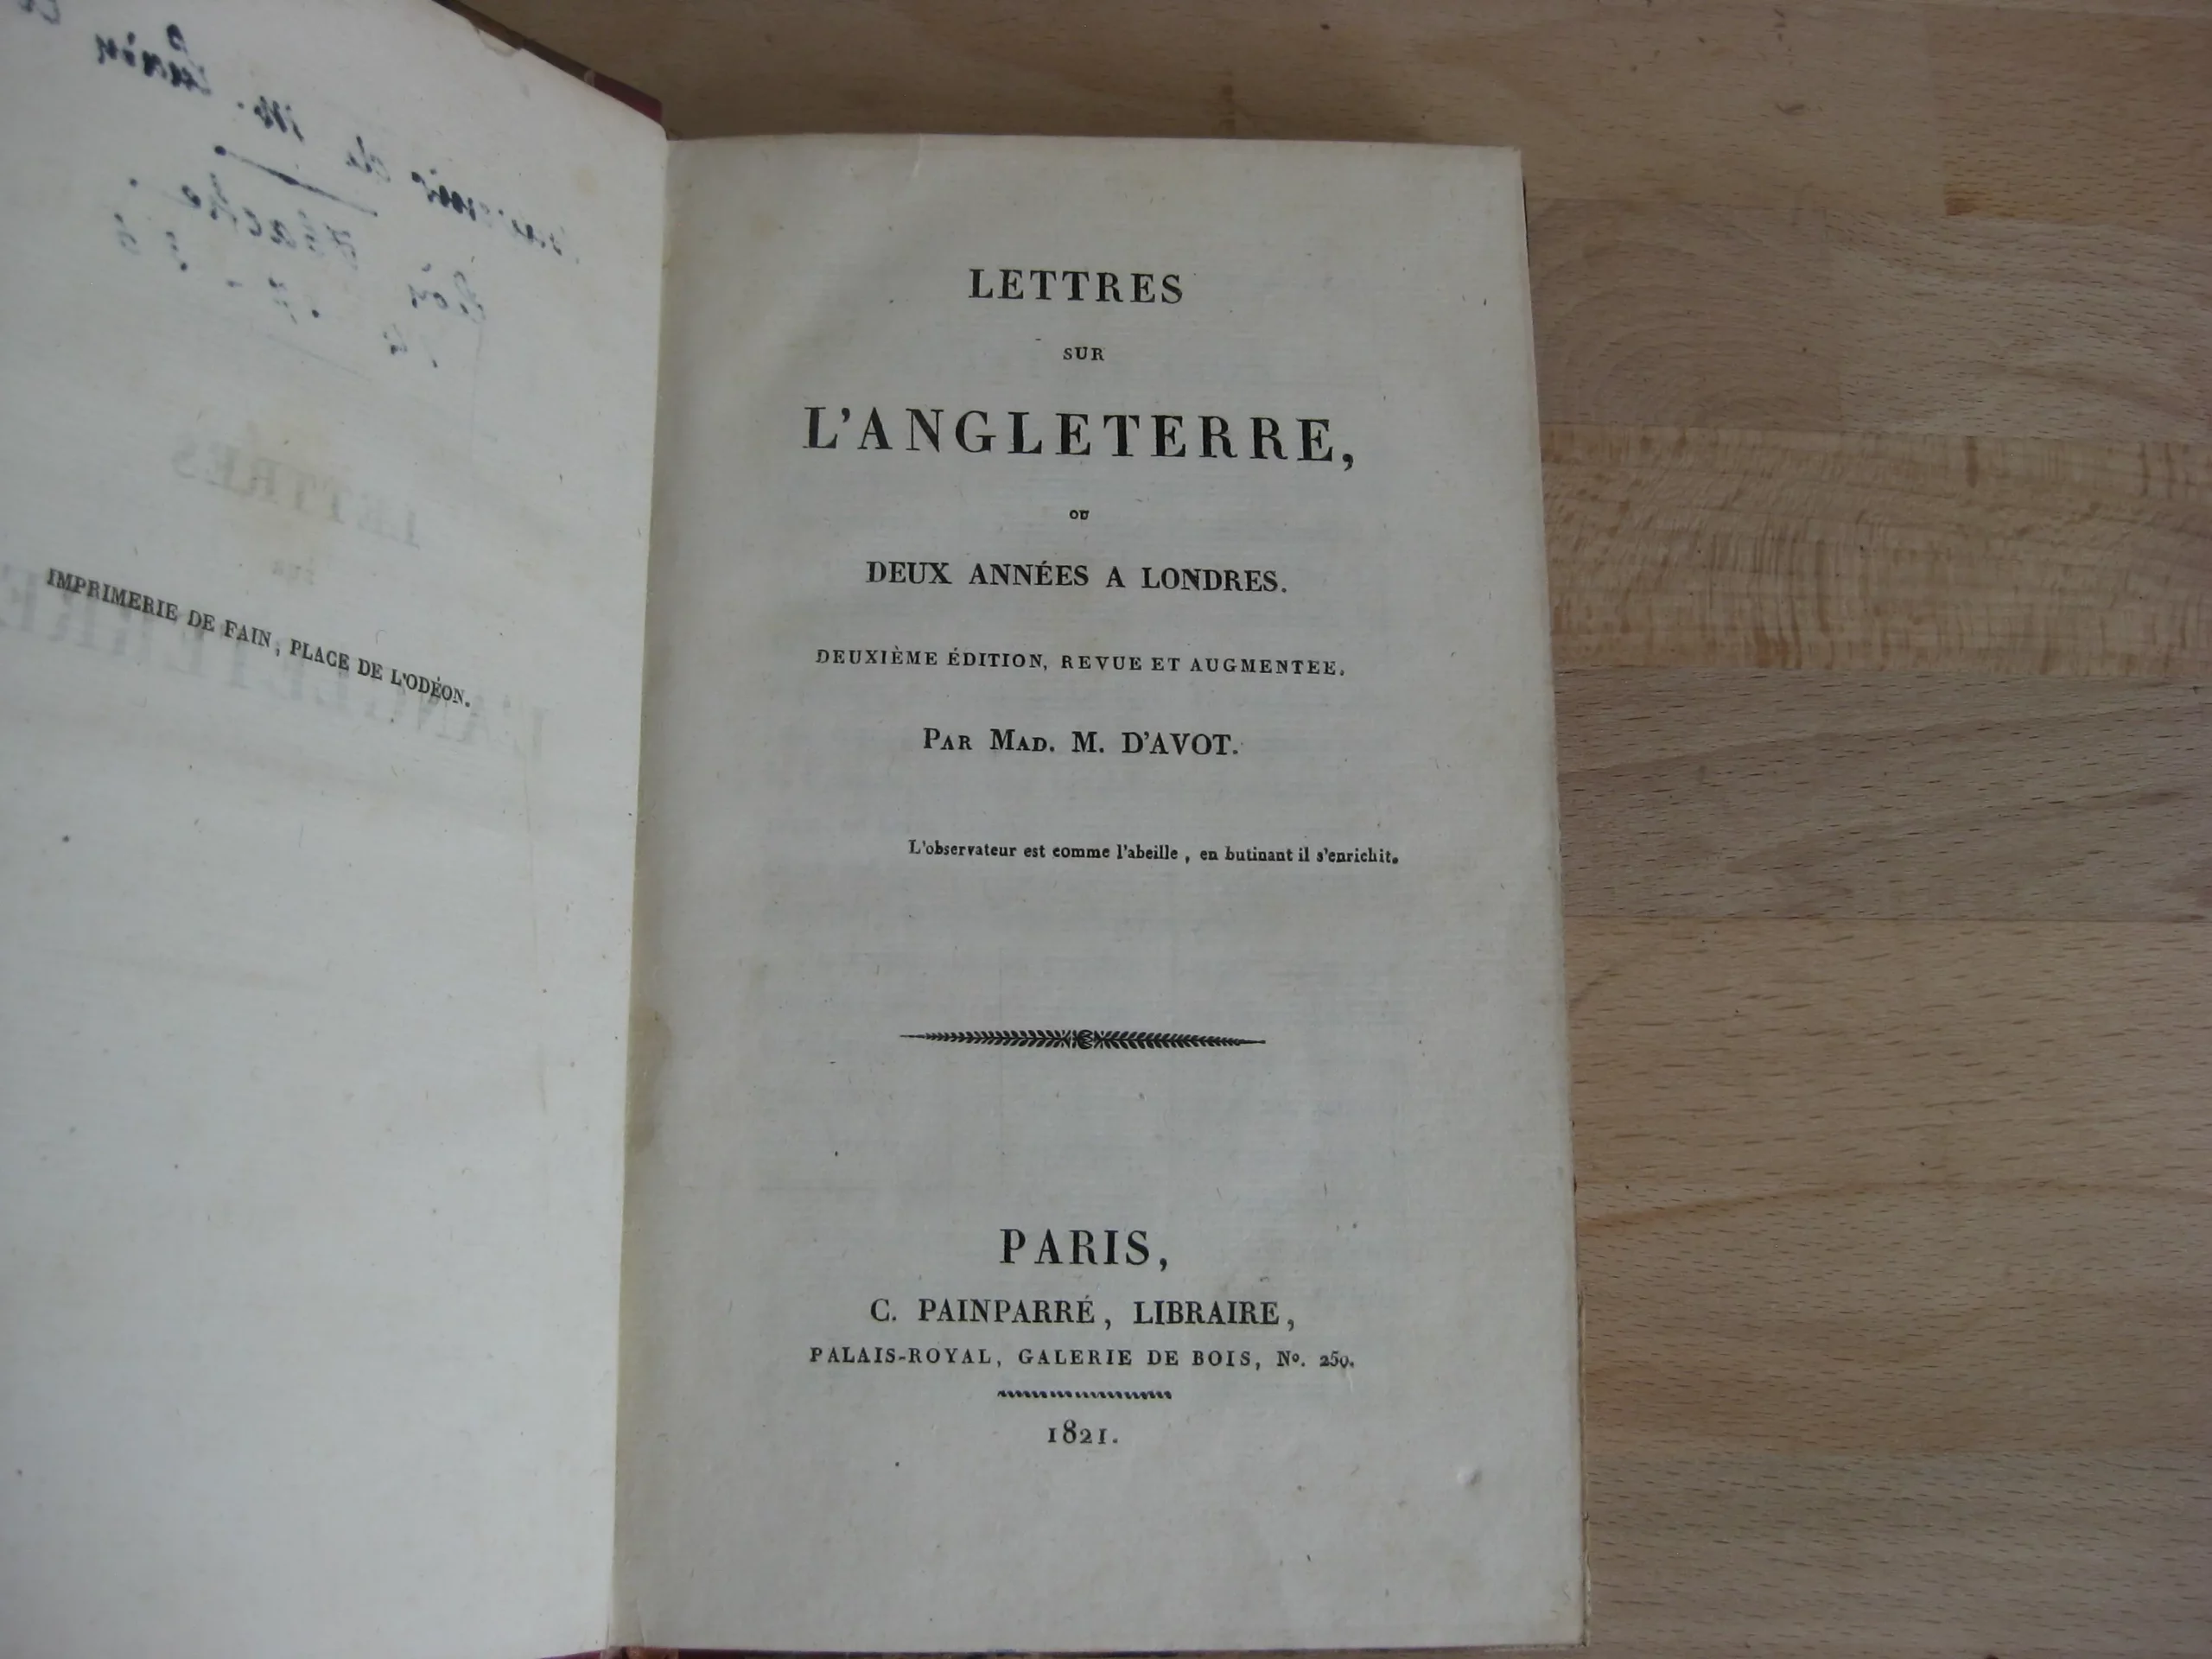 IMPRIMERIE DE FAIN, PLACE DE L'ODÉON.
LETTRES
SUR
L'ANGLETERRE,
OU
DEUX ANNÉES A LONDRES.
DEUXIÈME ÉDITION, REVUE ET AUGMENTEE.
PAR MAD. M. D'AVOT.
L'observateur est comme l'abeille, en butinant il s'enrichit.
PARIS,
C. PAINPARRÉ, LIBRAIRE,
PALAIS-ROYAL, GALERIE DE BOIS, Nº. 250.
1821.